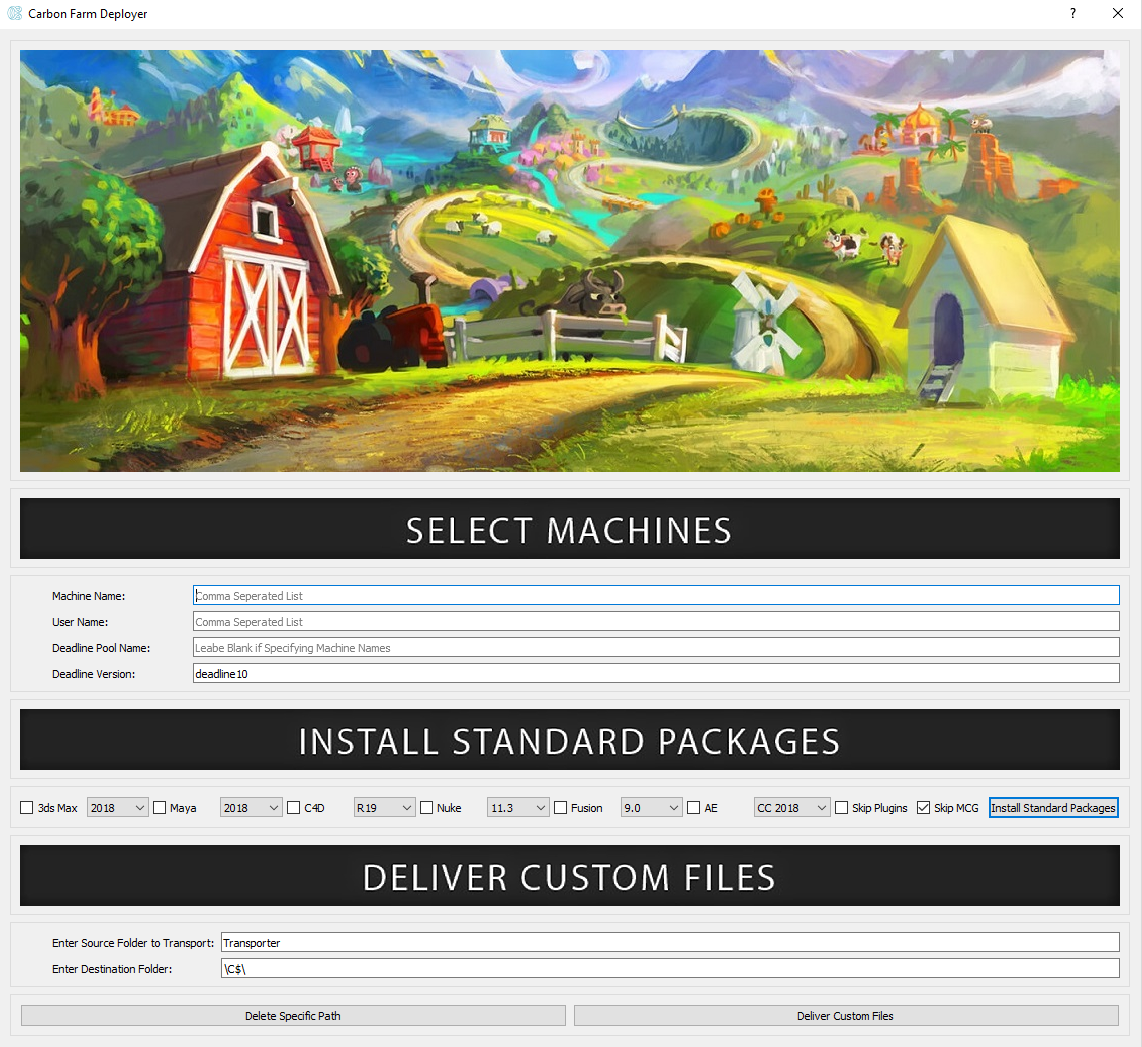 Carbon Farm Deployer
?
SELECT MACHINES
Machine Name: Comma Seperated List
User Name: Comma Seperated List
Deadline Pool Name: Leabe Blank if Specifying Machine Names
Deadline Version: deadline10
INSTALL STANDARD PACKAGES
3ds Max 2018 Maya 2018 C4D R19 Nuke 11.3 Fusion 9.0 AE CC 2018 Skip Plugins Skip MCG Install Standard Packages
DELIVER CUSTOM FILES
Enter Source Folder to Transport: Transporter
Enter Destination Folder: \C$\
Delete Specific Path Deliver Custom Files